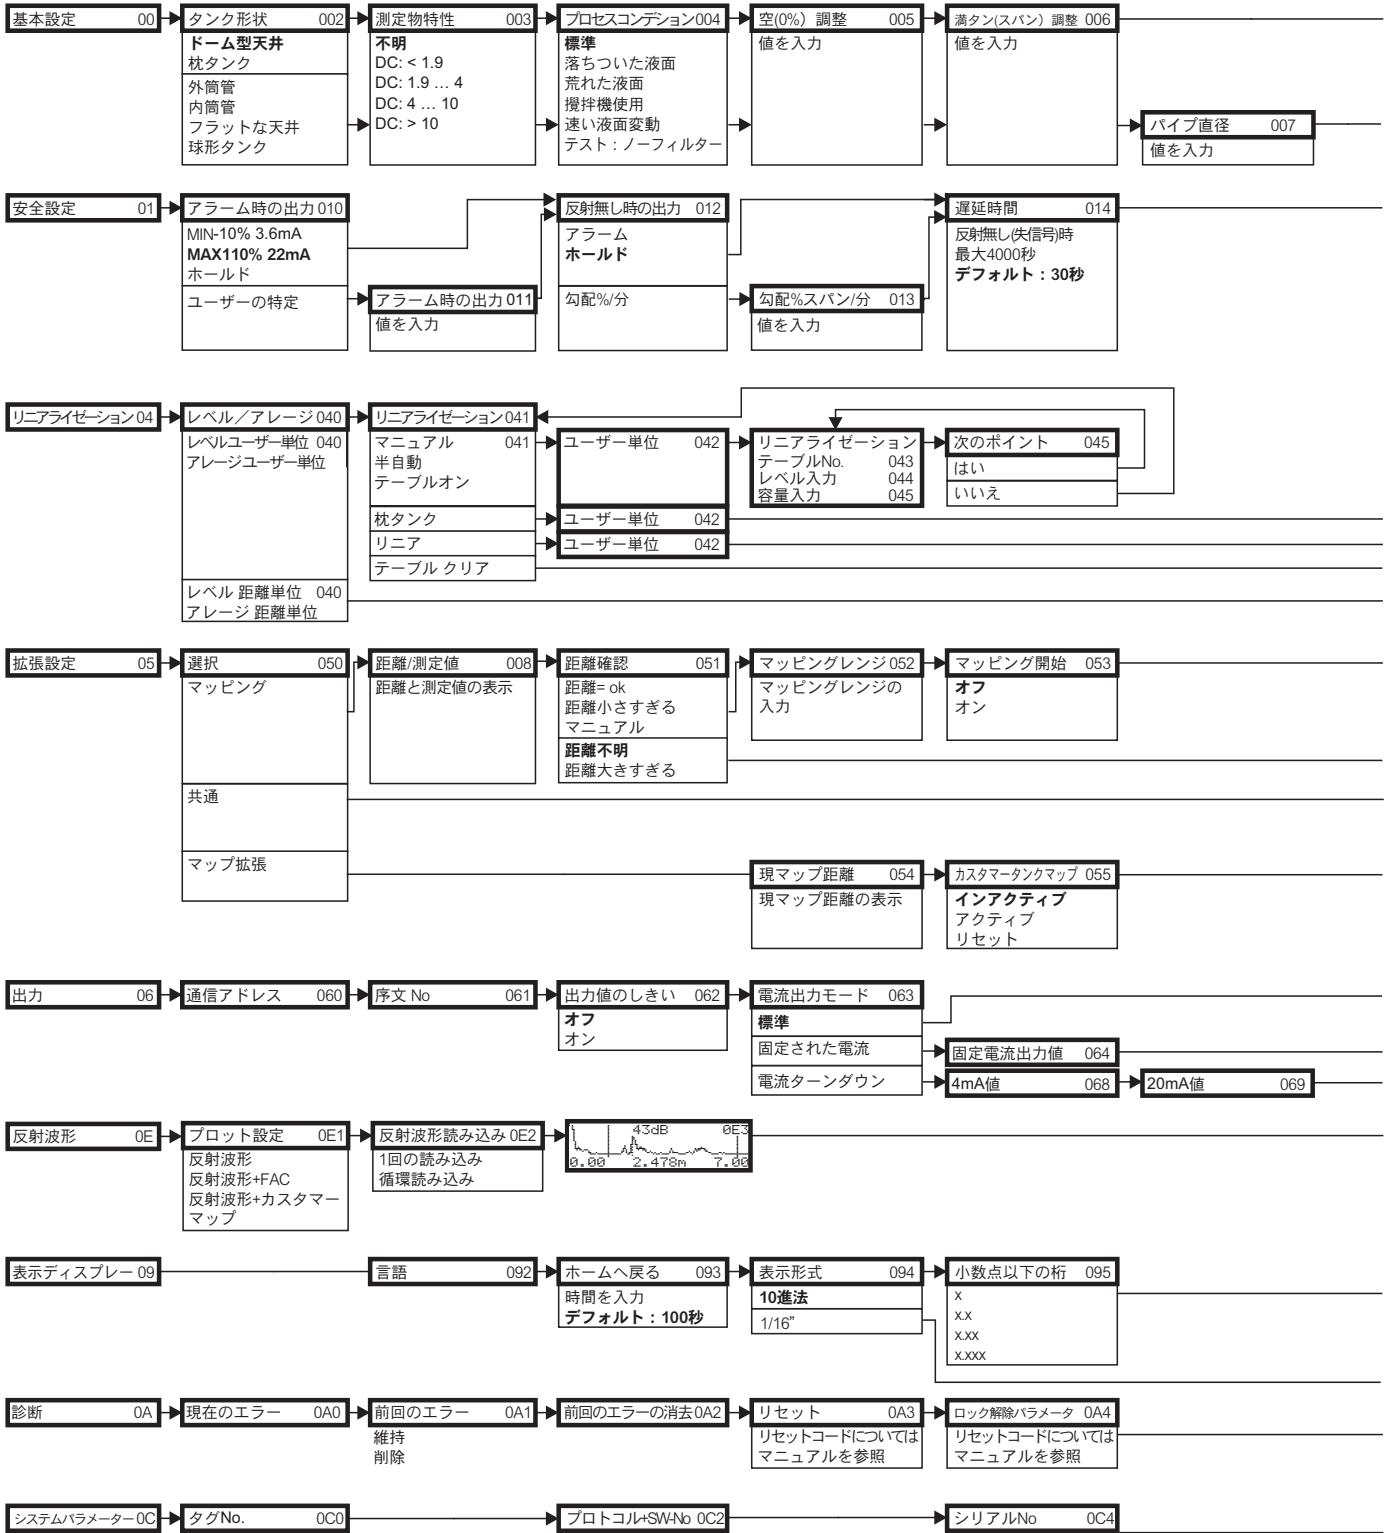 基本設定 00
タンク形状 002
ドーム型天井
枕タンク
外筒管
内筒管
フラットな天井
球形タンク
測定物特性 003
不明
DC: < 1.9
DC: 1.9 … 4
DC: 4 … 10
DC: > 10
プロセスコンデション004
標準
落ちついた液面
荒れた液面
攪拌機使用
速い液面変動
テスト：ノーフィルター
空(0%）調整 005
値を入力
満タン(スパン）調整 006
値を入力
パイプ直径 007
値を入力
安全設定 01
アラーム時の出力 010
MIN-10% 3.6mA
MAX110% 22mA
ホールド
ユーザーの特定
アラーム時の出力 011
値を入力
反射無し時の出力 012
アラーム
ホールド
勾配%/分
勾配%スパン/分 013
値を入力
遅延時間 014
反射無し(失信号)時
最大4000秒
デフォルト：30秒
リニアライゼーション 04
レベル／アレージ 040
レベルユーザー単位 040
アレージユーザー単位
レベル 距離単位 040
アレージ 距離単位
リニアライゼーション 041
マニュアル 041
半自動
テーブルオン
枕タンク
リニア
テーブル クリア
ユーザー単位 042
ユーザー単位 042
ユーザー単位 042
リニアライゼーション
テーブルNo. 043
レベル入力 044
容量入力 045
次のポイント 045
はい
いいえ
拡張設定 05
選択 050
マッピング
共通
マップ拡張
距離/測定値 008
距離と測定値の表示
距離確認 051
距離= ok
距離小さすぎる
マニュアル
距離不明
距離大きすぎる
マッピングレンジ 052
マッピングレンジの
入力
マッピング開始 053
オフ
オン
現マップ距離 054
現マップ距離の表示
カスタマータンクマップ 055
インアクティブ
アクティブ
リセット
出力 06
通信アドレス 060
序文 No 061
出力値のしきい 062
オフ
オン
電流出力モード 063
標準
固定された電流
電流ターンダウン
固定電流出力値 064
4mA値 068
20mA値 069
反射波形 0E
プロット設定 0E1
反射波形
反射波形+FAC
反射波形+カスタマー
マップ
反射波形読み込み 0E2
1回の読み込み
循環読み込み
43dB 0E3
0.00 2.478m 7.00
表示ディスプレー 09
言語 092
ホームへ戻る 093
時間を入力
デフォルト：100秒
表示形式 094
10進法
1/16”
小数点以下の桁 095
x
x.x
x.xx
x.xxx
診断 0A
現在のエラー 0A0
前回のエラー 0A1
維持
削除
前回のエラーの消去 0A2
リセット 0A3
リセットコードについては
マニュアルを参照
ロック解除パラメータ 0A4
リセットコードについては
マニュアルを参照
システムパラメーター 0C
タグNo. 0C0
プロトコル+SW-No 0C2
シリアルNo 0C4